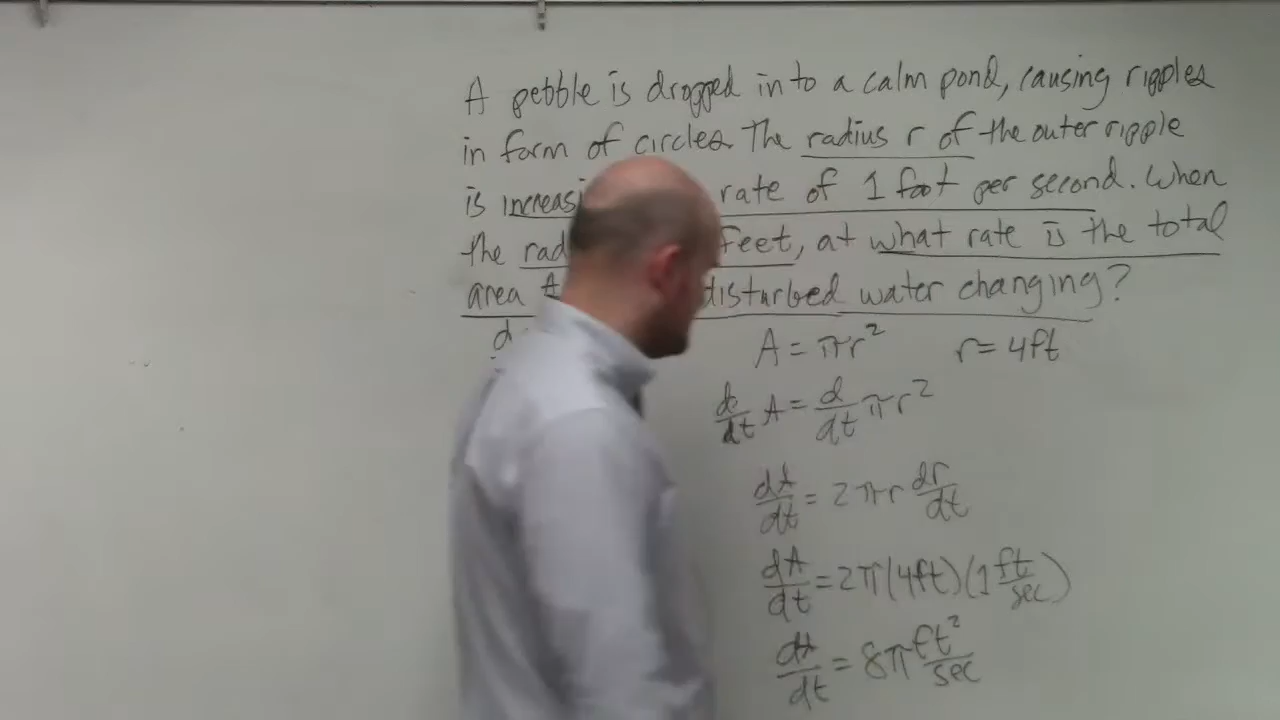 A pebble is dropped in to a calm pond, causing ripples
in form of circles. The radius r of the outer ripple
is increasi rate of 1 foot per second. When
the rad feet, at what rate is the total
area disturbed water changing?
d
A = πr² r = 4ft
d/dt A = d/dt πr²
dA/dt = 2πr dr/dt
dA/dt = 2π(4ft)(1 ft/sec)
dA/dt = 8π ft²/sec